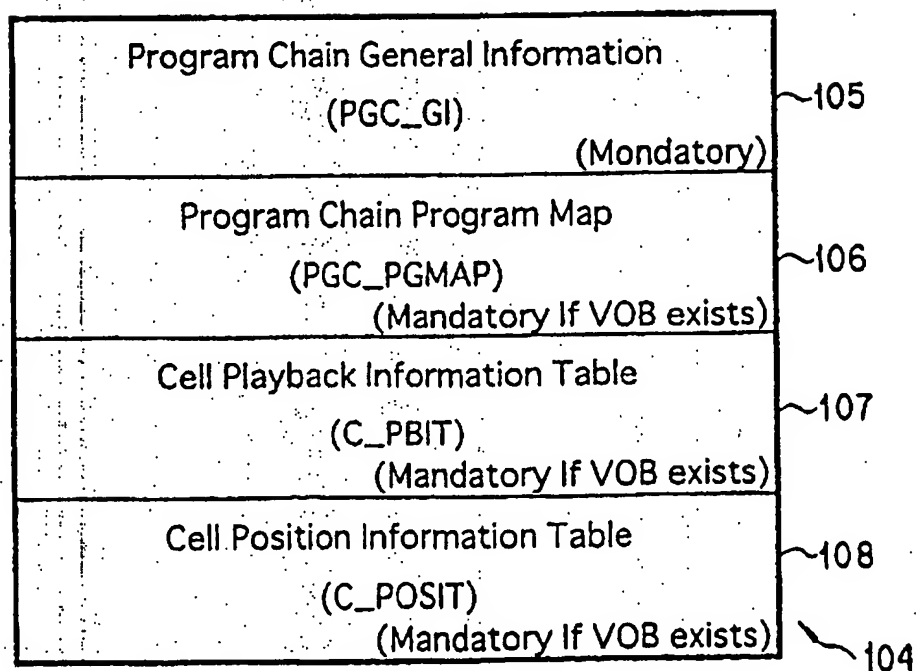 Program Chain General Information
(PGC_GI)
(Mondatory)
105
Program Chain Program Map
(PGC_PGMAP)
(Mandatory If VOB exists)
106
Cell Playback Information Table
(C_PBIT)
(Mandatory If VOB exists)
107
Cell Position Information Table
(C_POSIT)
(Mandatory If VOB exists)
108
104